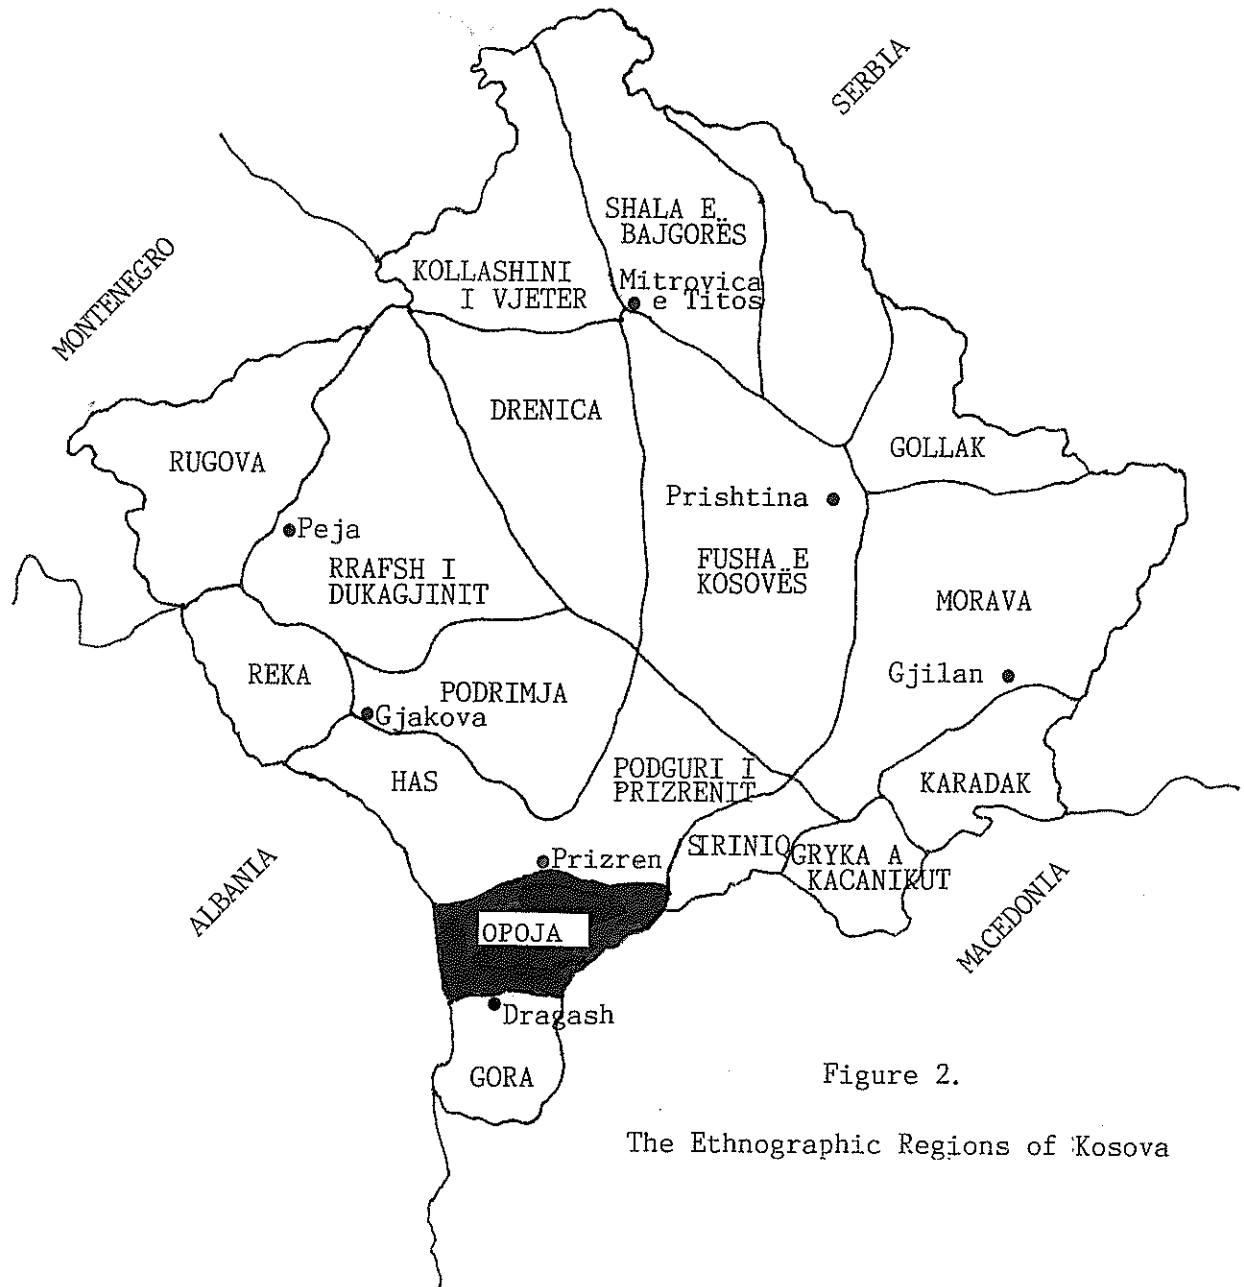 SERBIA
SHALA E
BAJGORËS
MONTENEGRO
KOLLASHINI
I VJETER
Mitrovica
e Titos
DRENICA
RUGOVA
GOLLAK
Prishtina
Peja
RRAFSH I
DUKAGJINIT
FUSHA E
KOSOVËS
MORAVA
REKA
PODRIMJA
Gjilan
Gjakova
HAS
PODGURI I
PRIZRENIT
KARADAK
SIRINIQ
GRYKA A
KACANIKUT
Prizren
ALBANIA
MACEDONIA
OPOJA
Dragash
GORA
Figure 2.
The Ethnographic Regions of Kosova